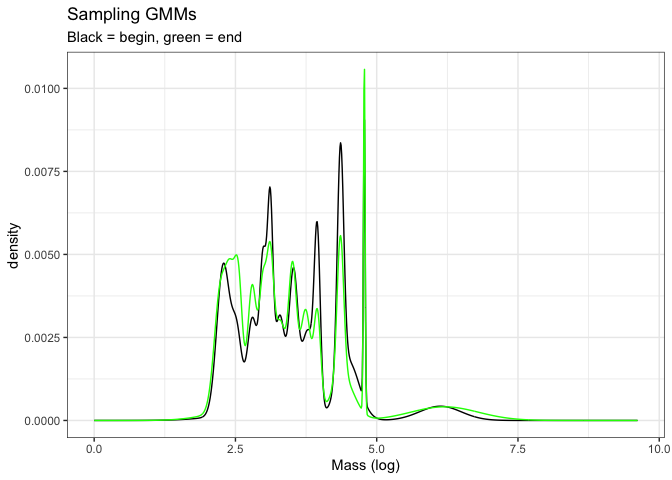 Sampling GMMs
Black = begin, green = end
0.0100
0.0075
0.0050
0.0025
0.0000
density
0.0 2.5 5.0 7.5 10.0
Mass (log)